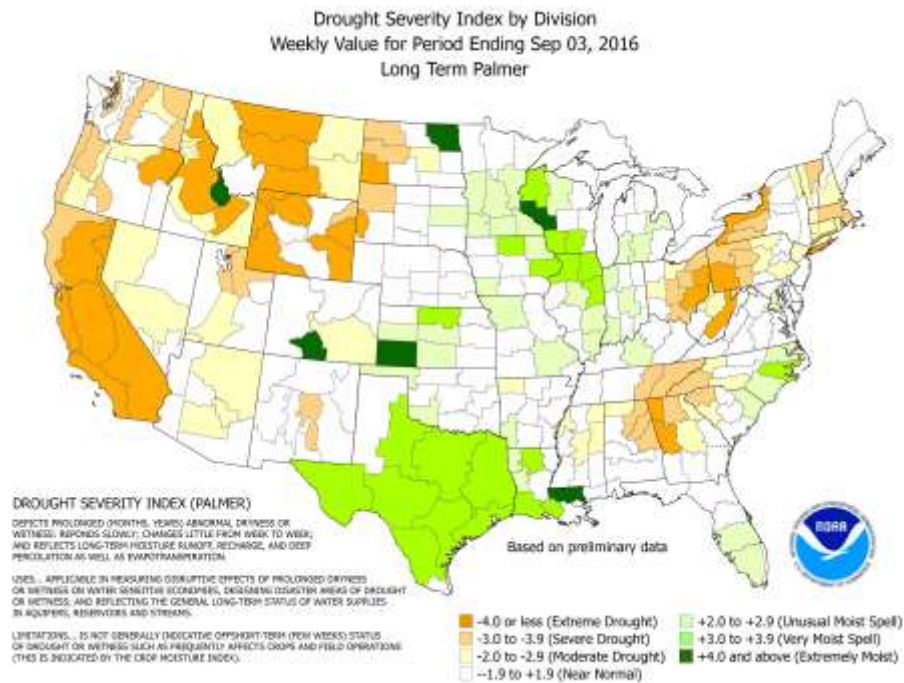 Drought Severity Index by Division
Weekly Value for Period Ending Sep 03, 2016
Long Term Palmer
DROUGHT SEVERITY INDEX (PALMER)
DEPICTS PROLONGED (MONTHS, YEARS) ABNORMAL DRYNESS OR
WETNESS; RESPONDS SLOWLY; CHANGES LITTLE FROM WEEK TO WEEK;
AND REFLECTS LONG-TERM MOISTURE RUNOFF, RECHARGE, AND DEEP
PERCOLATION AS WELL AS EVAPOTRANSPIRATION.
USES... APPLICABLE IN MEASURING DISRUPTIVE EFFECTS OF PROLONGED DRYNESS
OR WETNESS ON WATER SENSITIVE ECONOMIES, DESIGNING DISASTER AREAS OF DROUGHT
OR WETNESS; AND REFLECTING THE GENERAL LONG-TERM STATUS OF WATER SUPPLIES
IN AQUIFERS, RESERVOIRS AND STREAMS.
LIMITATIONS... IS NOT GENERALLY INDICATIVE OFFSHORT-TERM (FEW WEEKS) STATUS
OF DROUGHT OR WETNESS SUCH AS FREQUENTLY AFFECTS CROPS AND FIELD OPERATIONS
(THIS IS INDICATED BY THE CROP MOISTURE INDEX).
Based on preliminary data
NOAA
-4.0 or less (Extreme Drought)
-3.0 to -3.9 (Severe Drought)
-2.0 to -2.9 (Moderate Drought)
--1.9 to +1.9 (Near Normal)
+2.0 to +2.9 (Unusual Moist Spell)
+3.0 to +3.9 (Very Moist Spell)
+4.0 and above (Extremely Moist)